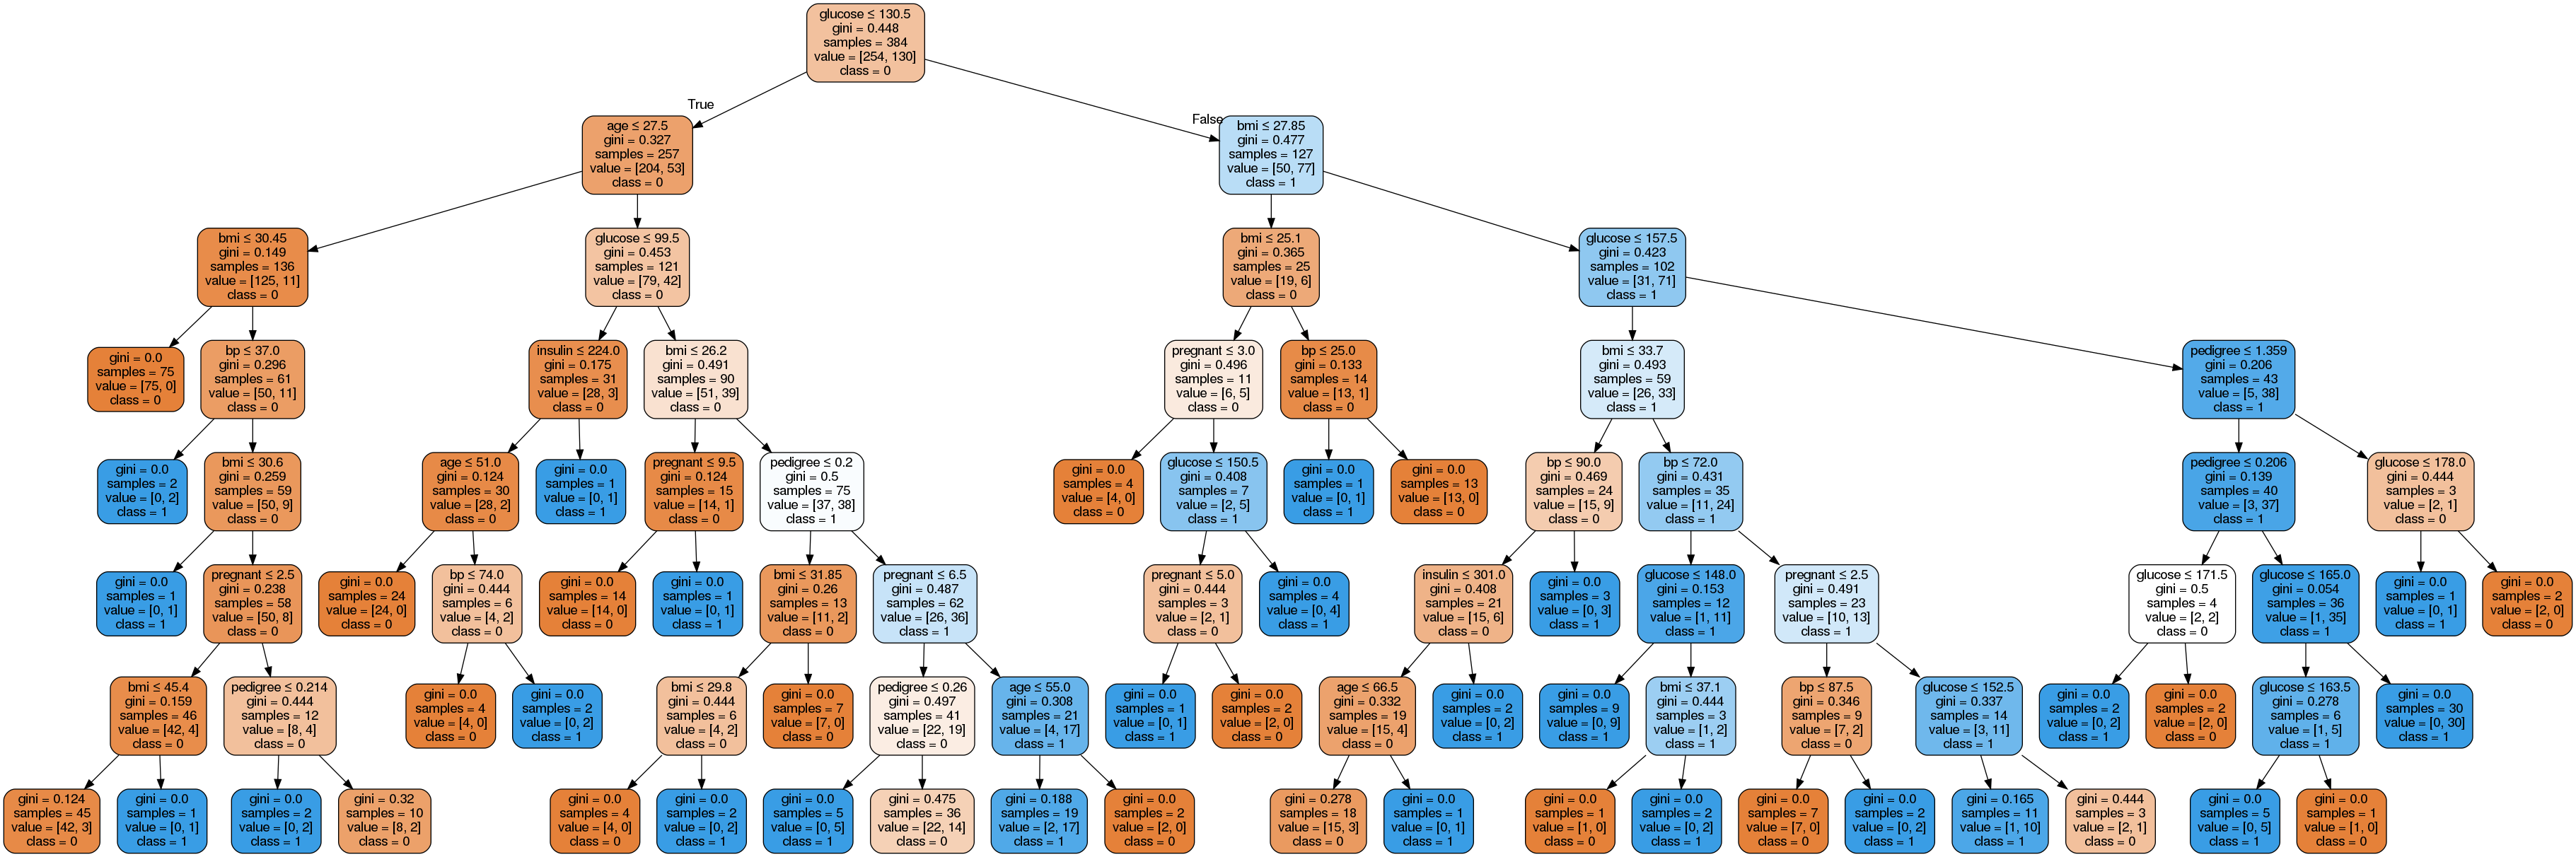 glucose ≤ 130.5
gini = 0.448
samples = 384
value = [254, 130]
class = 0
True
False
age ≤ 27.5
gini = 0.327
samples = 257
value = [204, 53]
class = 0
bmi ≤ 27.85
gini = 0.477
samples = 127
value = [50, 77]
class = 1
bmi ≤ 30.45
gini = 0.149
samples = 136
value = [125, 11]
class = 0
glucose ≤ 99.5
gini = 0.453
samples = 121
value = [79, 42]
class = 0
bmi ≤ 25.1
gini = 0.365
samples = 25
value = [19, 6]
class = 0
glucose ≤ 157.5
gini = 0.423
samples = 102
value = [31, 71]
class = 1
gini = 0.0
samples = 75
value = [75, 0]
class = 0
bp ≤ 37.0
gini = 0.296
samples = 61
value = [50, 11]
class = 0
insulin ≤ 224.0
gini = 0.175
samples = 31
value = [28, 3]
class = 0
bmi ≤ 26.2
gini = 0.491
samples = 90
value = [51, 39]
class = 0
pregnant ≤ 3.0
gini = 0.496
samples = 11
value = [6, 5]
class = 0
bp ≤ 25.0
gini = 0.133
samples = 14
value = [13, 1]
class = 0
bmi ≤ 33.7
gini = 0.493
samples = 59
value = [26, 33]
class = 1
pedigree ≤ 1.359
gini = 0.206
samples = 43
value = [5, 38]
class = 1
gini = 0.0
samples = 2
value = [0, 2]
class = 1
bmi ≤ 30.6
gini = 0.259
samples = 59
value = [50, 9]
class = 0
age ≤ 51.0
gini = 0.124
samples = 30
value = [28, 2]
class = 0
gini = 0.0
samples = 1
value = [0, 1]
class = 1
pregnant ≤ 9.5
gini = 0.124
samples = 15
value = [14, 1]
class = 0
pedigree ≤ 0.2
gini = 0.5
samples = 75
value = [37, 38]
class = 1
gini = 0.0
samples = 4
value = [4, 0]
class = 0
glucose ≤ 150.5
gini = 0.408
samples = 7
value = [2, 5]
class = 1
gini = 0.0
samples = 1
value = [0, 1]
class = 1
gini = 0.0
samples = 13
value = [13, 0]
class = 0
bp ≤ 90.0
gini = 0.469
samples = 24
value = [15, 9]
class = 0
bp ≤ 72.0
gini = 0.431
samples = 35
value = [11, 24]
class = 1
pedigree ≤ 0.206
gini = 0.139
samples = 40
value = [3, 37]
class = 1
glucose ≤ 178.0
gini = 0.444
samples = 3
value = [2, 1]
class = 0
gini = 0.0
samples = 1
value = [0, 1]
class = 1
pregnant ≤ 2.5
gini = 0.238
samples = 58
value = [50, 8]
class = 0
gini = 0.0
samples = 24
value = [24, 0]
class = 0
bp ≤ 74.0
gini = 0.444
samples = 6
value = [4, 2]
class = 0
gini = 0.0
samples = 14
value = [14, 0]
class = 0
gini = 0.0
samples = 1
value = [0, 1]
class = 1
bmi ≤ 31.85
gini = 0.26
samples = 13
value = [11, 2]
class = 0
pregnant ≤ 6.5
gini = 0.487
samples = 62
value = [26, 36]
class = 1
pregnant ≤ 5.0
gini = 0.444
samples = 3
value = [2, 1]
class = 0
gini = 0.0
samples = 4
value = [0, 4]
class = 1
insulin ≤ 301.0
gini = 0.408
samples = 21
value = [15, 6]
class = 0
gini = 0.0
samples = 3
value = [0, 3]
class = 1
glucose ≤ 148.0
gini = 0.153
samples = 12
value = [1, 11]
class = 1
pregnant ≤ 2.5
gini = 0.491
samples = 23
value = [10, 13]
class = 1
glucose ≤ 171.5
gini = 0.5
samples = 4
value = [2, 2]
class = 0
glucose ≤ 165.0
gini = 0.054
samples = 36
value = [1, 35]
class = 1
gini = 0.0
samples = 1
value = [0, 1]
class = 1
gini = 0.0
samples = 2
value = [2, 0]
class = 0
bmi ≤ 45.4
gini = 0.159
samples = 46
value = [42, 4]
class = 0
pedigree ≤ 0.214
gini = 0.444
samples = 12
value = [8, 4]
class = 0
gini = 0.0
samples = 4
value = [4, 0]
class = 0
gini = 0.0
samples = 2
value = [0, 2]
class = 1
bmi ≤ 29.8
gini = 0.444
samples = 6
value = [4, 2]
class = 0
gini = 0.0
samples = 7
value = [7, 0]
class = 0
pedigree ≤ 0.26
gini = 0.497
samples = 41
value = [22, 19]
class = 0
age ≤ 55.0
gini = 0.308
samples = 21
value = [4, 17]
class = 1
gini = 0.0
samples = 1
value = [0, 1]
class = 1
gini = 0.0
samples = 2
value = [2, 0]
class = 0
age ≤ 66.5
gini = 0.332
samples = 19
value = [15, 4]
class = 0
gini = 0.0
samples = 2
value = [0, 2]
class = 1
gini = 0.0
samples = 9
value = [0, 9]
class = 1
bmi ≤ 37.1
gini = 0.444
samples = 3
value = [1, 2]
class = 1
bp ≤ 87.5
gini = 0.346
samples = 9
value = [7, 2]
class = 0
glucose ≤ 152.5
gini = 0.337
samples = 14
value = [3, 11]
class = 1
gini = 0.0
samples = 2
value = [0, 2]
class = 1
gini = 0.0
samples = 2
value = [2, 0]
class = 0
glucose ≤ 163.5
gini = 0.278
samples = 6
value = [1, 5]
class = 1
gini = 0.0
samples = 30
value = [0, 30]
class = 1
gini = 0.124
samples = 45
value = [42, 3]
class = 0
gini = 0.0
samples = 1
value = [0, 1]
class = 1
gini = 0.0
samples = 2
value = [0, 2]
class = 1
gini = 0.32
samples = 10
value = [8, 2]
class = 0
gini = 0.0
samples = 4
value = [4, 0]
class = 0
gini = 0.0
samples = 2
value = [0, 2]
class = 1
gini = 0.0
samples = 5
value = [0, 5]
class = 1
gini = 0.475
samples = 36
value = [22, 14]
class = 0
gini = 0.188
samples = 19
value = [2, 17]
class = 1
gini = 0.0
samples = 2
value = [2, 0]
class = 0
gini = 0.278
samples = 18
value = [15, 3]
class = 0
gini = 0.0
samples = 1
value = [0, 1]
class = 1
gini = 0.0
samples = 1
value = [1, 0]
class = 0
gini = 0.0
samples = 2
value = [0, 2]
class = 1
gini = 0.0
samples = 7
value = [7, 0]
class = 0
gini = 0.0
samples = 2
value = [0, 2]
class = 1
gini = 0.165
samples = 11
value = [1, 10]
class = 1
gini = 0.444
samples = 3
value = [2, 1]
class = 0
gini = 0.0
samples = 5
value = [0, 5]
class = 1
gini = 0.0
samples = 1
value = [1, 0]
class = 0